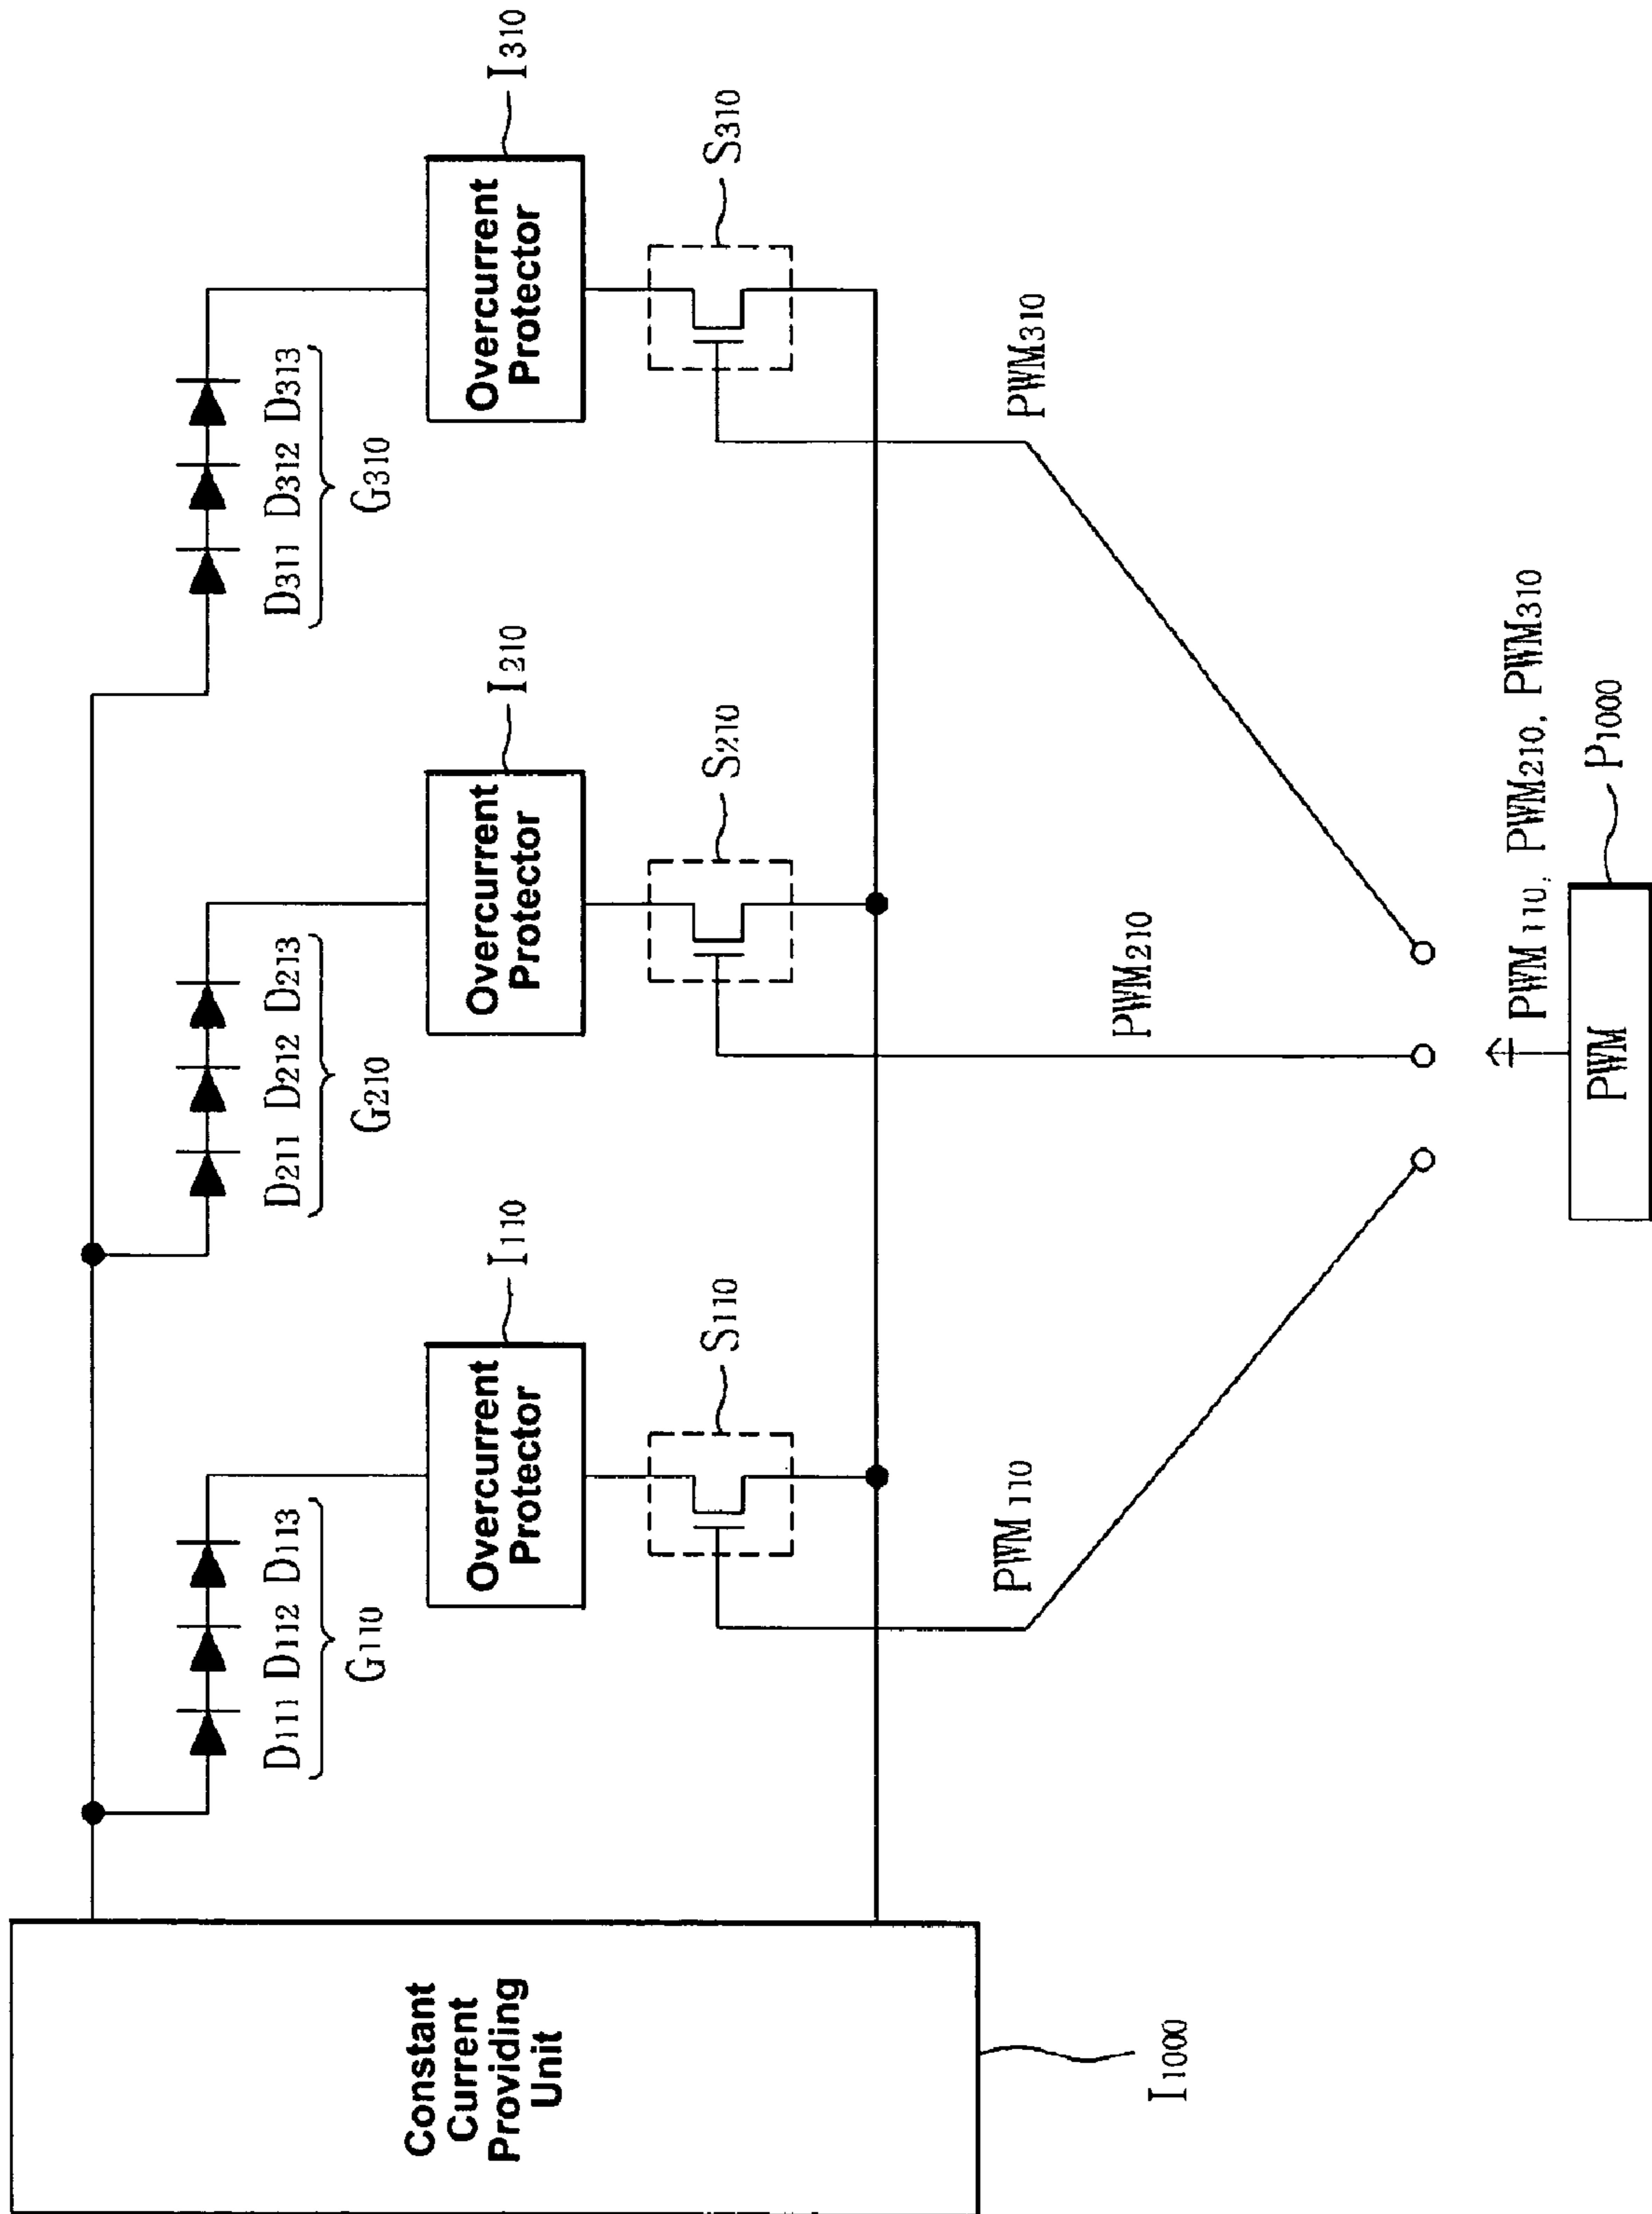 Constant
Current
Providing
Unit
I1000
D111 D112 D113
G110
D211 D212 D213
G210
D311 D312 D313
G310
Overcurrent
Protector
I110
Overcurrent
Protector
I210
Overcurrent
Protector
I310
S110
S210
S310
PWM110
PWM210
PWM310
PWM110, PWM210, PWM310
PWM
P1000